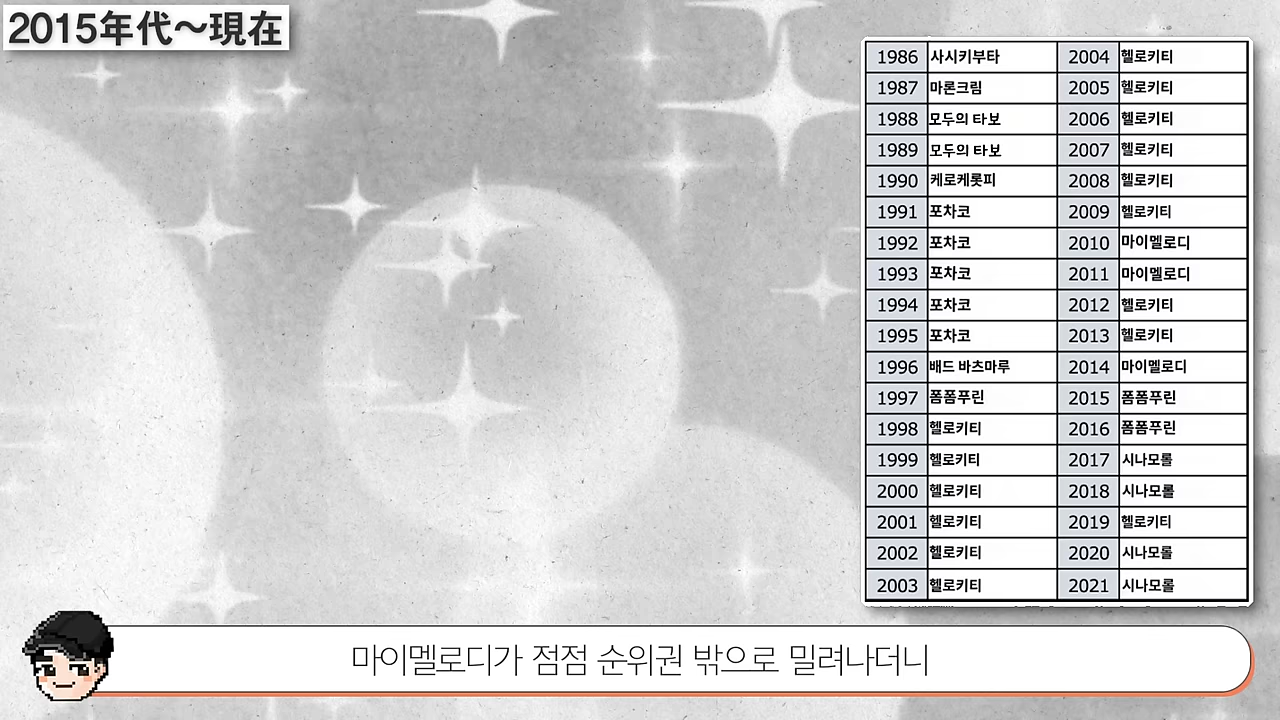 2015年代～現在
1986 사시키부타 2004 헬로키티
1987 마론크림 2005 헬로키티
1988 모두의 타보 2006 헬로키티
1989 모두의 타보 2007 헬로키티
1990 케로케롯피 2008 헬로키티
1991 포차코 2009 헬로키티
1992 포차코 2010 마이멜로디
1993 포차코 2011 마이멜로디
1994 포차코 2012 헬로키티
1995 포차코 2013 헬로키티
1996 배드 바츠마루 2014 마이멜로디
1997 폼폼푸린 2015 폼폼푸린
1998 헬로키티 2016 폼폼푸린
1999 헬로키티 2017 시나모롤
2000 헬로키티 2018 시나모롤
2001 헬로키티 2019 헬로키티
2002 헬로키티 2020 시나모롤
2003 헬로키티 2021 시나모롤
마이멜로디가 점점 순위권 밖으로 밀려나더니